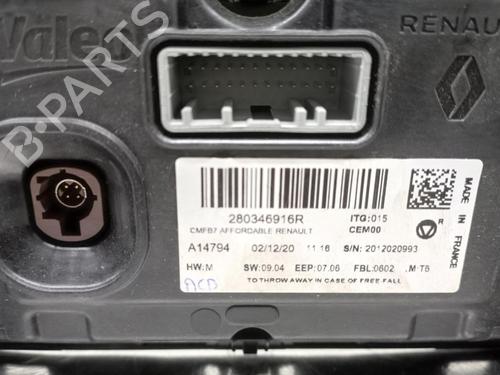 Valeo
RENAULT
B-PARTS
280346916R
ITG:015
CMFB7 AFFORDABLE RENAULT
CEM00
R
A14794 02/12/20 11:16 S/N: 2012020993
HW:M SW:09.04 EEP:07.06 FBL:0602 .M-T6
TO THROW AWAY IN CASE OF FREE-FALL
MADE IN FRANCE
ACD